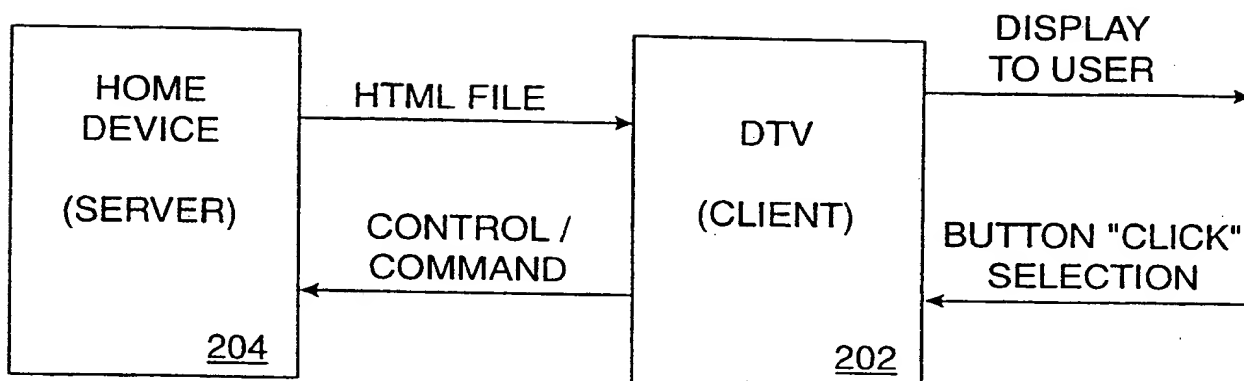 HOME
DEVICE
(SERVER)
204
HTML FILE
CONTROL /
COMMAND
DTV
(CLIENT)
202
DISPLAY
TO USER
BUTTON "CLICK"
SELECTION